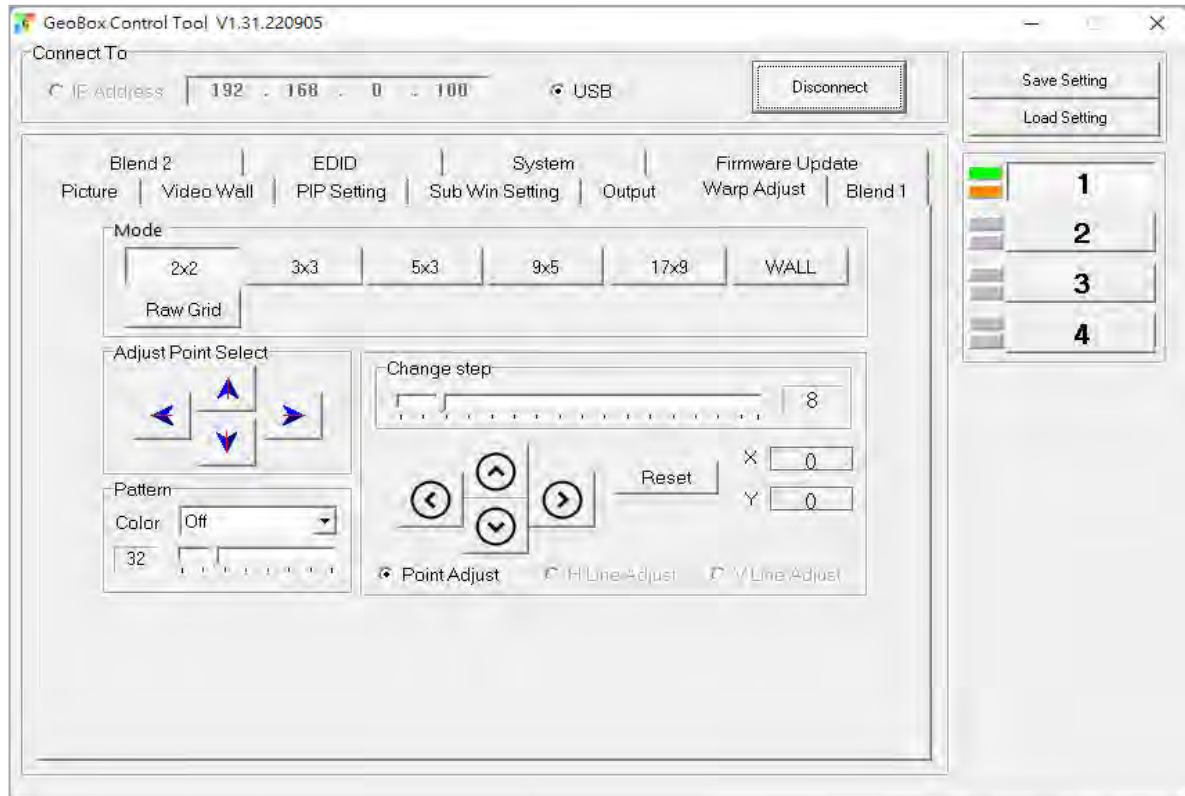 GeoBox Control Tool V1.31.220905
Connect To
IE Address 192 . 168 . 0 . 100 USB Disconnect
Save Setting
Load Setting
Blend 2 EDID System Firmware Update
Picture Video Wall PIP Setting Sub Win Setting Output Warp Adjust Blend 1
1
2
3
4
Mode
2x2 3x3 5x3 9x5 17x9 WALL
Raw Grid
Adjust Point Select
Change step
8
Reset
X 0
Y 0
Pattern
Color Off
32
Point Adjust H Line Adjust V Line Adjust